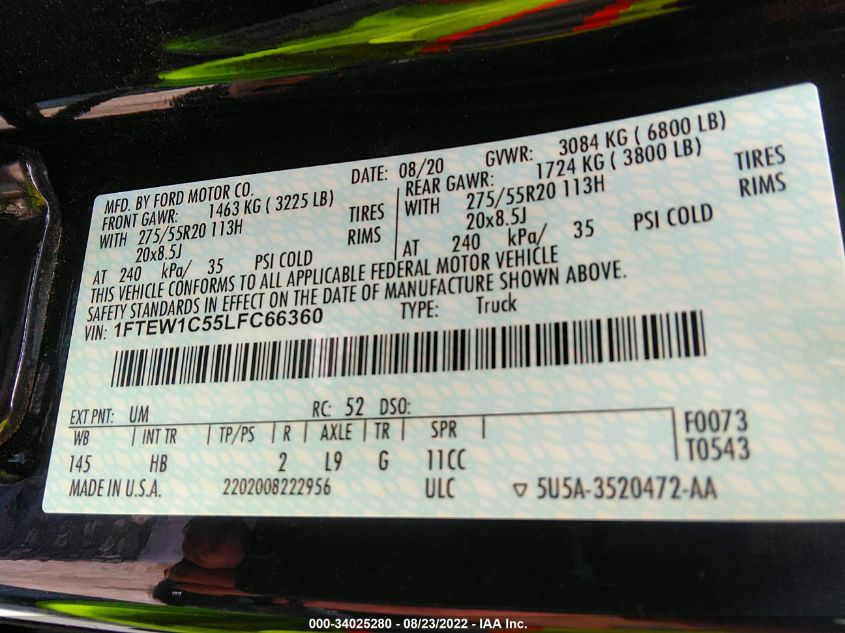 MFD. BY FORD MOTOR CO.
DATE: 08/20 GVWR: 3084 KG ( 6800 LB)
FRONT GAWR: 1463 KG ( 3225 LB)
REAR GAWR: 1724 KG ( 3800 LB)
WITH 275/55R20 113H TIRES
WITH 275/55R20 113H TIRES
20x8.5J RIMS
20x8.5J RIMS
AT 240 kPa/ 35 PSI COLD
AT 240 kPa/ 35 PSI COLD
THIS VEHICLE CONFORMS TO ALL APPLICABLE FEDERAL MOTOR VEHICLE
SAFETY STANDARDS IN EFFECT ON THE DATE OF MANUFACTURE SHOWN ABOVE.
VIN: 1FTEW1C55LFC66360 TYPE: Truck
EXT PNT: UM RC: 52 DSO:
WB INT TR TP/PS R AXLE TR SPR F0073
145 HB 2 L9 G 11CC T0543
MADE IN U.S.A. 2202008222956 ULC ▽ 5U5A-3520472-AA
000-34025280 - 08/23/2022 - IAA Inc.